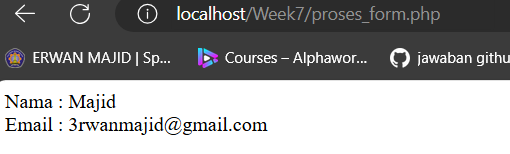 localhost/Week7/proses_form.php
ERWAN MAJID | Sp...
Courses – Alphawor...
jawaban githu
Nama : Majid
Email : 3rwanmajid@gmail.com